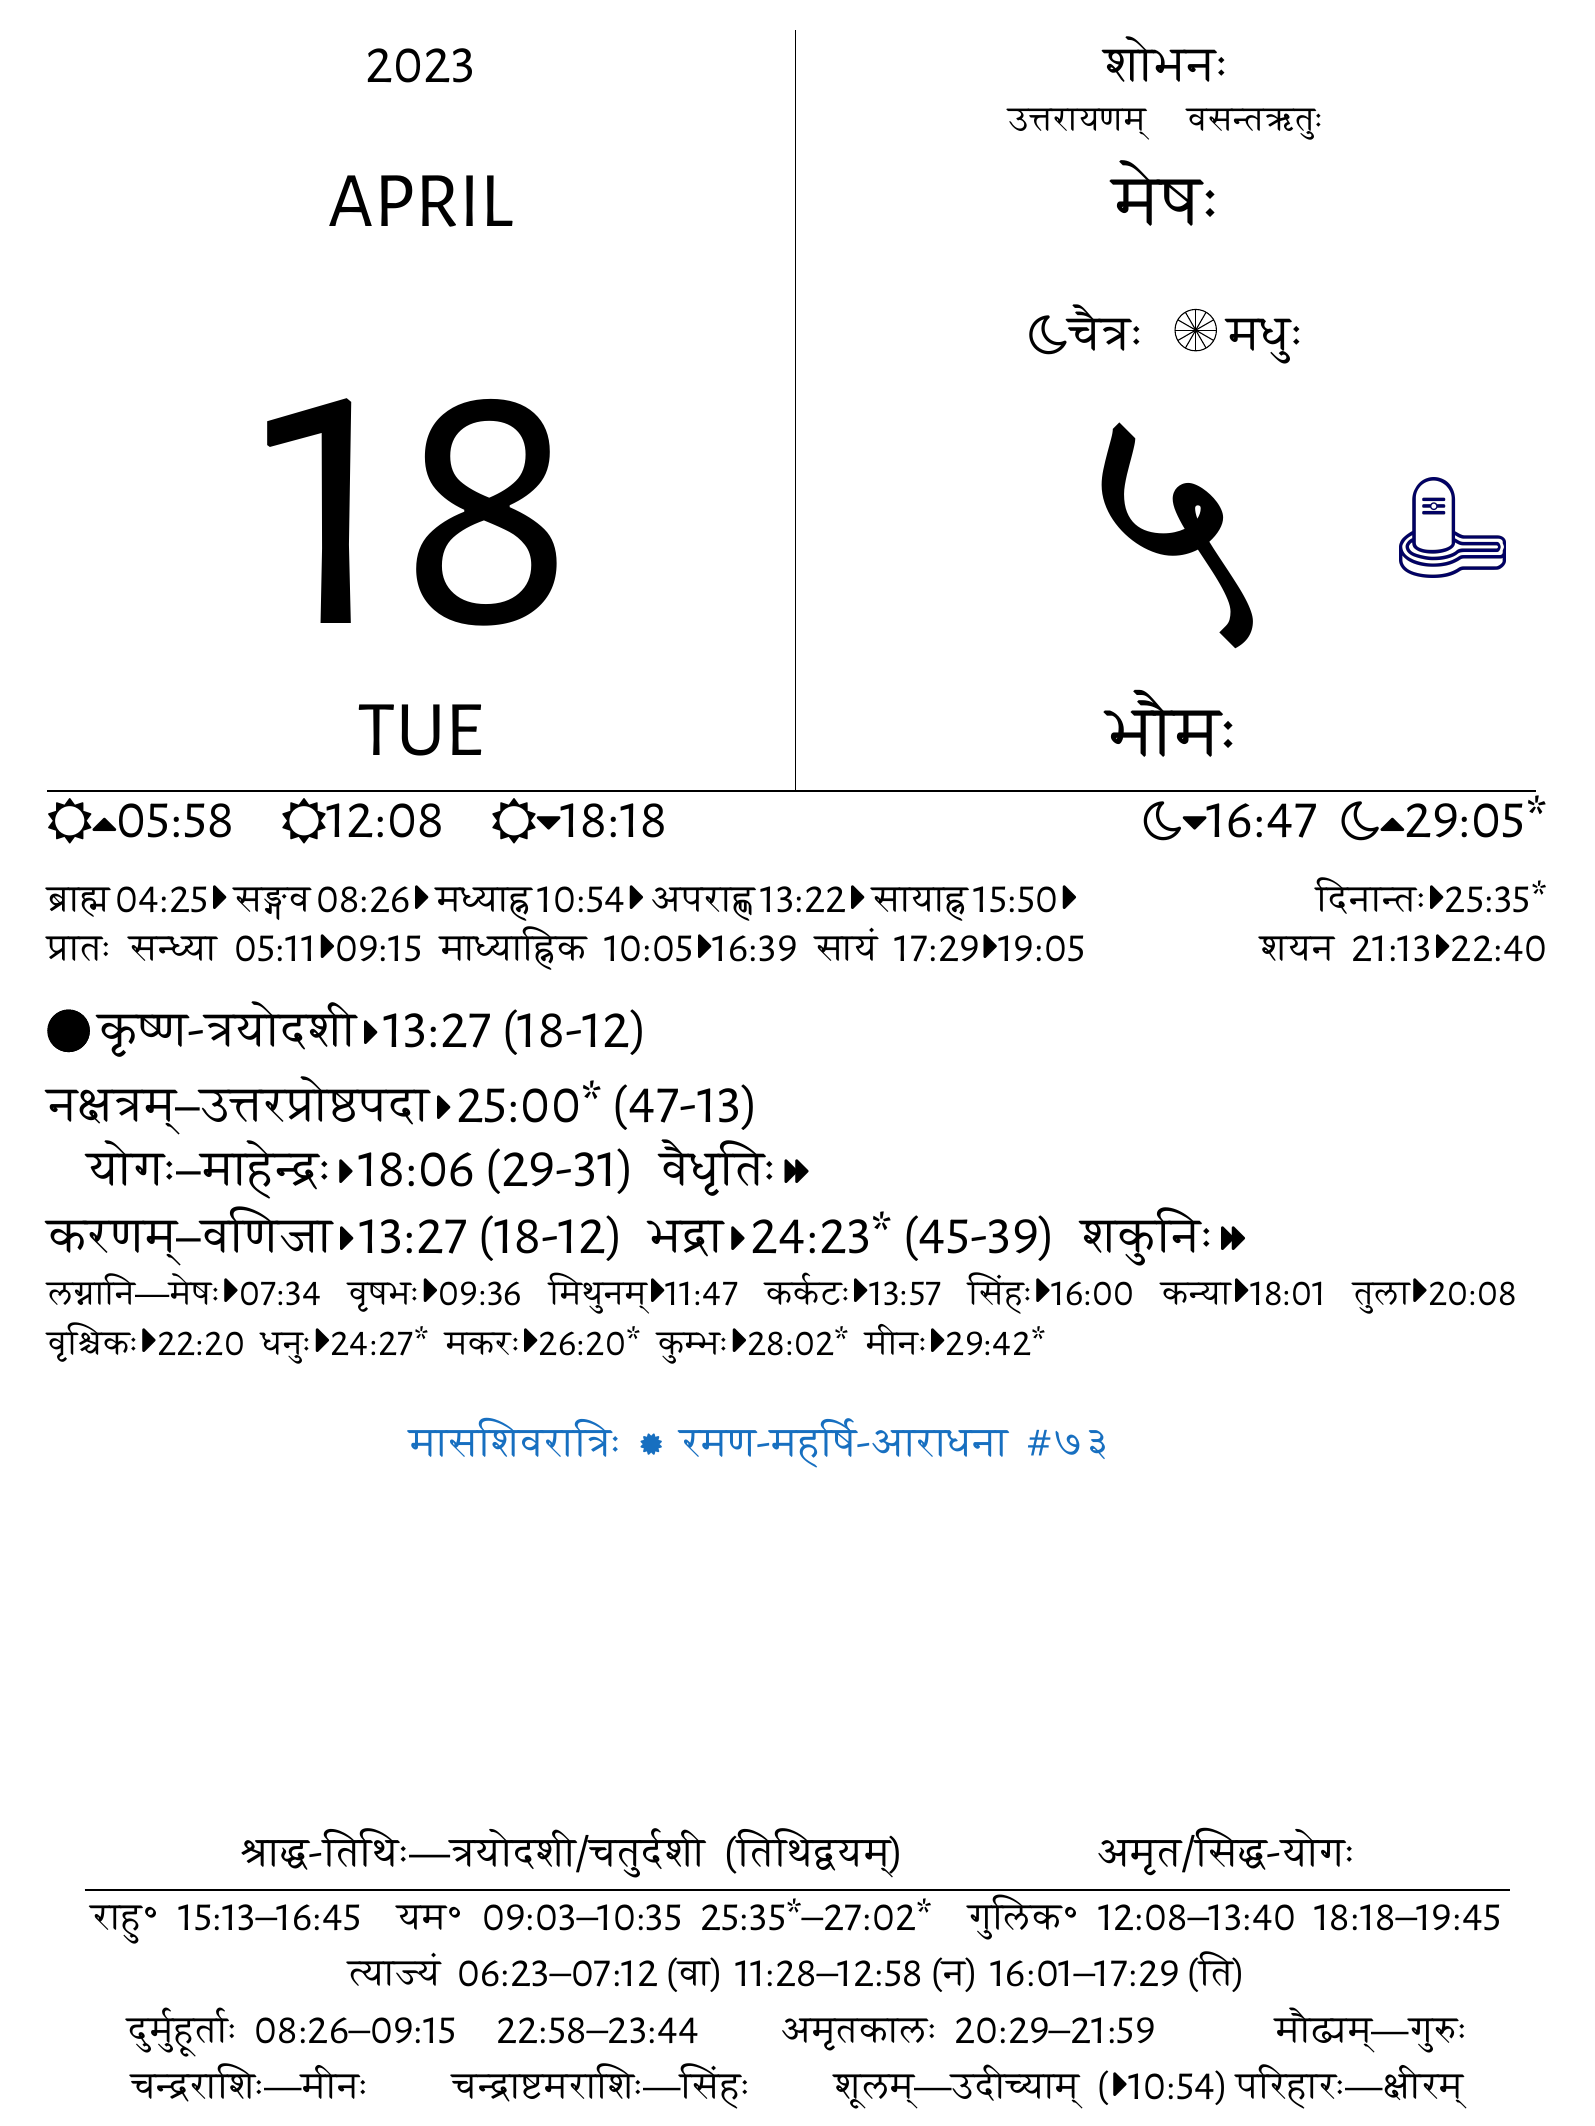 2023
APRIL
18
TUE
शोभनः
उत्तरायणम् वसन्तऋतुः
मेषः
चैत्रः मधुः
५
भौमः
05:58 12:08 18:18 16:47 29:05*
ब्राह्म 04:25 सङ्गव 08:26 मध्याह्न 10:54 अपराह्ण 13:22 सायाह्न 15:50 दिनान्तः 25:35*
प्रातः सन्ध्या 05:11 09:15 माध्याह्निक 10:05 16:39 सायं 17:29 19:05 शयन 21:13 22:40
कृष्ण-त्रयोदशी 13:27 (18-12)
नक्षत्रम्–उत्तरप्रोष्ठपदा 25:00* (47-13)
योगः–माहेन्द्रः 18:06 (29-31) वैधृतिः
करणम्–वणिजा 13:27 (18-12) भद्रा 24:23* (45-39) शकुनिः
लग्नानि—मेषः 07:34 वृषभः 09:36 मिथुनम् 11:47 कर्कटः 13:57 सिंहः 16:00 कन्या 18:01 तुला 20:08
वृश्चिकः 22:20 धनुः 24:27* मकरः 26:20* कुम्भः 28:02* मीनः 29:42*
मासशिवरात्रिः रमण-महर्षि-आराधना #७३
श्राद्ध-तिथिः—त्रयोदशी/चतुर्दशी (तिथिद्वयम्) अमृत/सिद्ध-योगः
राहु॰ 15:13–16:45 यम॰ 09:03–10:35 25:35*–27:02* गुलिक॰ 12:08–13:40 18:18–19:45
त्याज्यं 06:23–07:12 (वा) 11:28–12:58 (न) 16:01–17:29 (ति)
दुर्मुहूर्ताः 08:26–09:15 22:58–23:44 अमृतकालः 20:29–21:59 मौढ्यम्—गुरुः
चन्द्रराशिः—मीनः चन्द्राष्टमराशिः—सिंहः शूलम्—उदीच्याम् (10:54) परिहारः—क्षीरम्